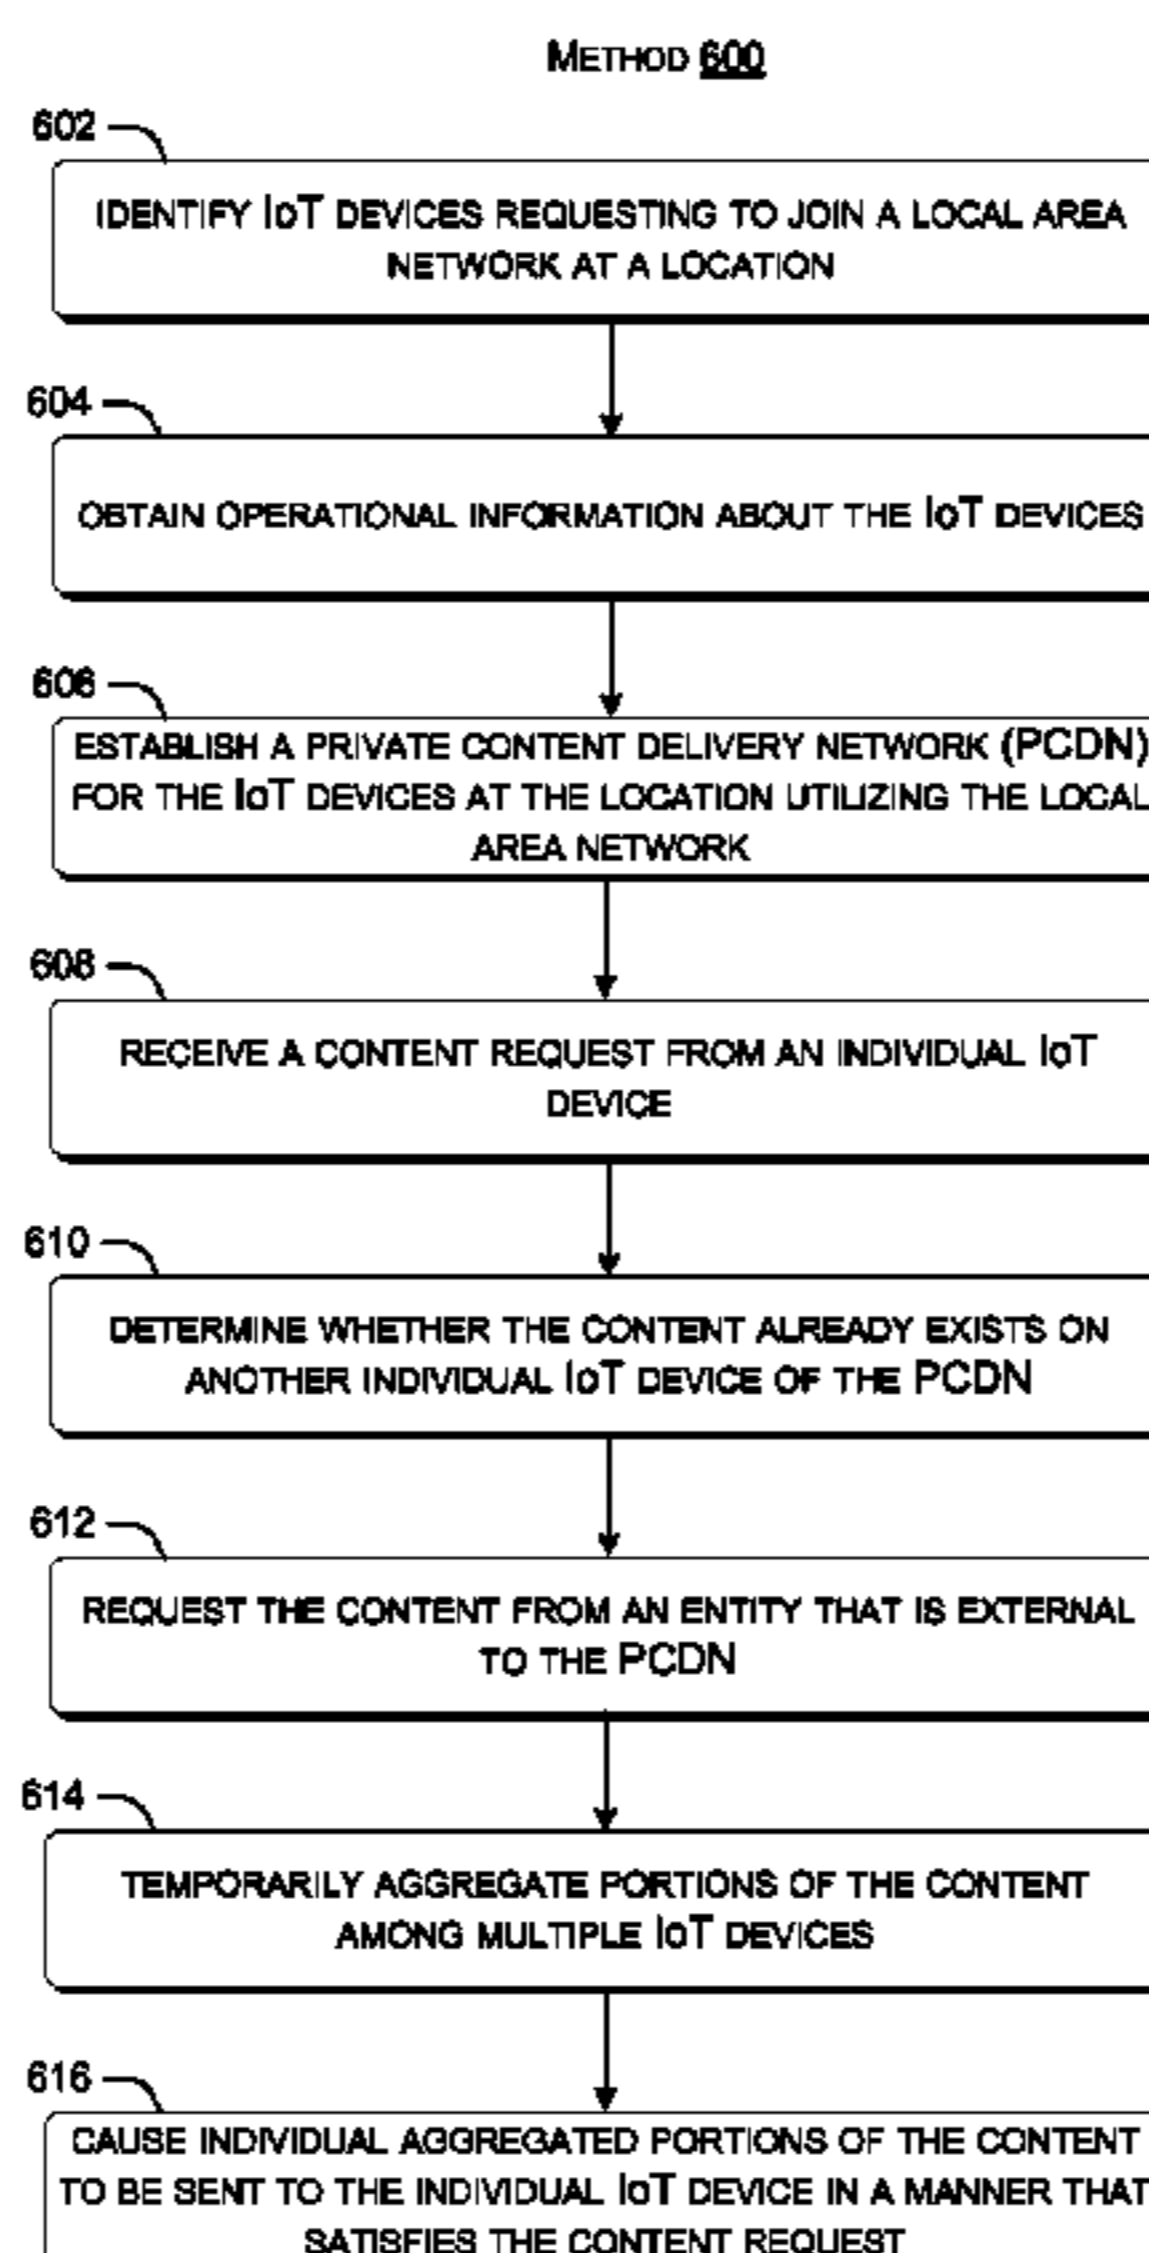 METHOD 600
602
IDENTIFY IOT DEVICES REQUESTING TO JOIN A LOCAL AREA
NETWORK AT A LOCATION
604
OBTAIN OPERATIONAL INFORMATION ABOUT THE IOT DEVICES
606
ESTABLISH A PRIVATE CONTENT DELIVERY NETWORK (PCDN)
FOR THE IOT DEVICES AT THE LOCATION UTILIZING THE LOCAL
AREA NETWORK
608
RECEIVE A CONTENT REQUEST FROM AN INDIVIDUAL IOT
DEVICE
610
DETERMINE WHETHER THE CONTENT ALREADY EXISTS ON
ANOTHER INDIVIDUAL IOT DEVICE OF THE PCDN
612
REQUEST THE CONTENT FROM AN ENTITY THAT IS EXTERNAL
TO THE PCDN
614
TEMPORARILY AGGREGATE PORTIONS OF THE CONTENT
AMONG MULTIPLE IOT DEVICES
616
CAUSE INDIVIDUAL AGGREGATED PORTIONS OF THE CONTENT
TO BE SENT TO THE INDIVIDUAL IOT DEVICE IN A MANNER THAT
SATISFIES THE CONTENT REQUEST